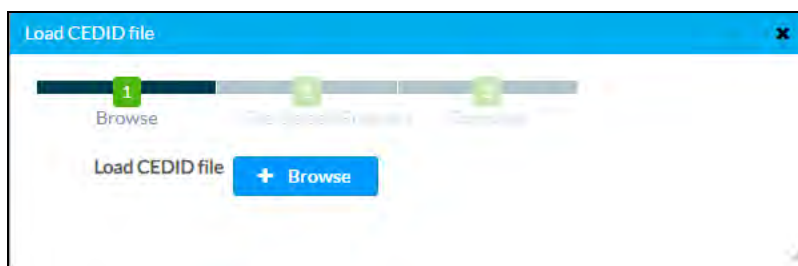 Load CEDID file
1
Browse
Load CEDID file
+ Browse